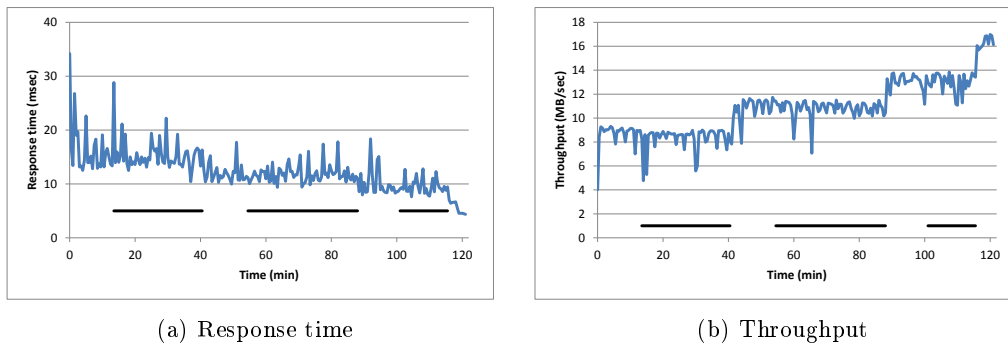 40
30
20
10
0
Response time (msec)
0 20 40 60 80 100 120
Time (min)
(a) Response time
18
16
14
12
10
8
6
4
2
0
Throughput (MB/sec)
0 20 40 60 80 100 120
Time (min)
(b) Throughput